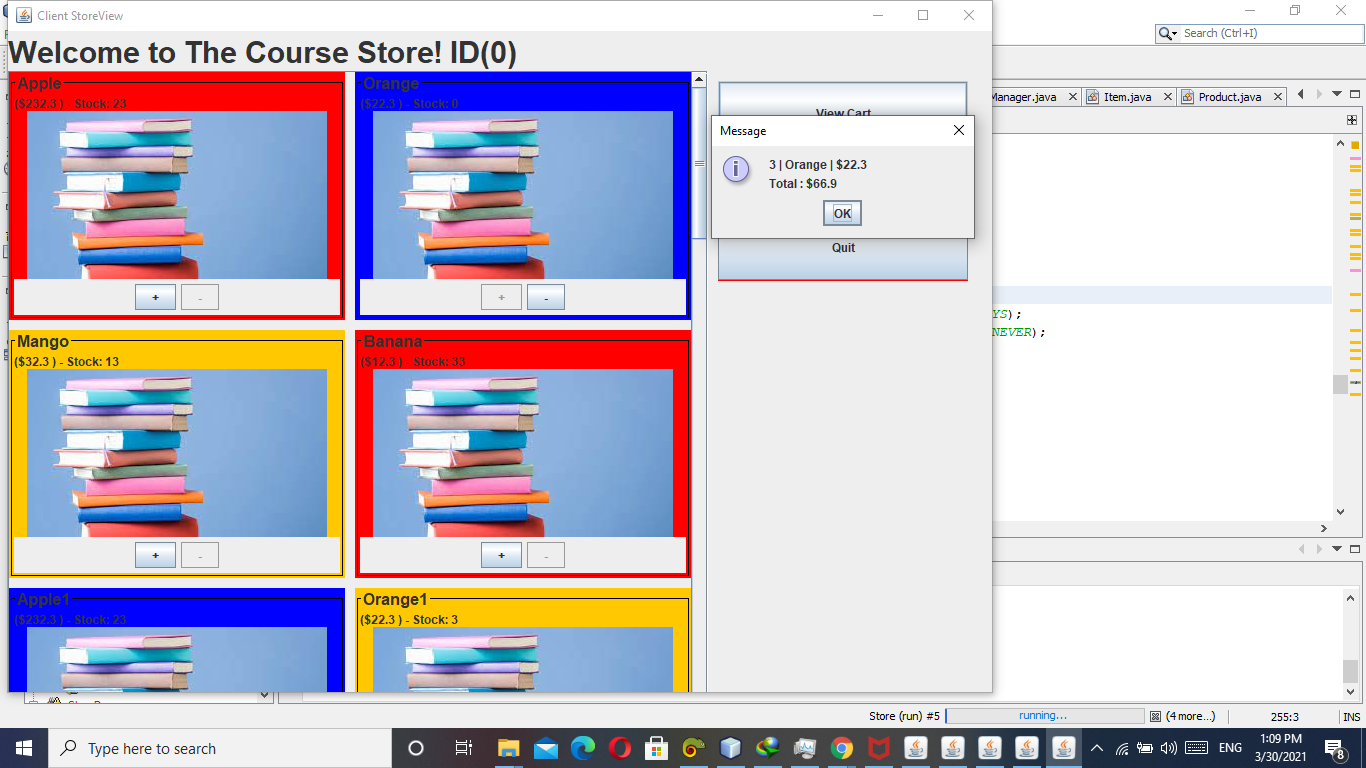 Client StoreView
Welcome to The Course Store! ID(0)
Search (Ctrl+I)
Manager.java
Item.java
Product.java
Apple
($232.3 ) - Stock: 23
+
-
Orange
($22.3 ) - Stock: 0
+
-
View Cart
Message
3 | Orange | $22.3
Total : $66.9
OK
Quit
YS);
NEVER);
Mango
($32.3 ) - Stock: 13
+
-
Banana
($12.3 ) - Stock: 33
+
-
Apple1
($232.3 ) - Stock: 23
Orange1
($22.3 ) - Stock: 3
Store (run) #5
running...
(4 more...)
255:3
INS
Type here to search
ENG
1:09 PM
3/30/2021
8